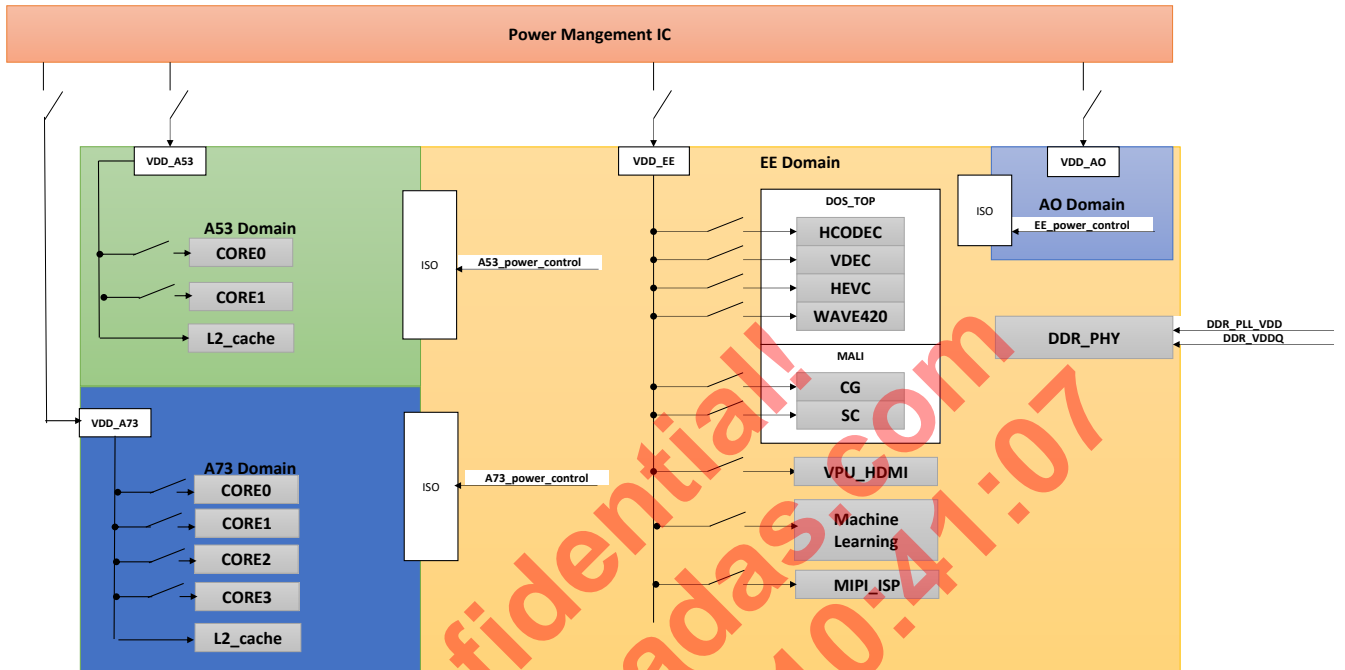 Power Mangement IC
VDD_A53
VDD_EE
EE Domain
VDD_AO
AO Domain
ISO
EE_power_control
A53 Domain
CORE0
CORE1
L2_cache
ISO
A53_power_control
DOS_TOP
HCODEC
VDEC
HEVC
WAVE420
MALI
CG
SC
DDR_PHY
DDR_PLL_VDD
DDR_VDDQ
VDD_A73
A73 Domain
CORE0
CORE1
CORE2
CORE3
L2_cache
ISO
A73_power_control
VPU_HDMI
Machine
Learning
MIPI_ISP
fidential!
adas.com
10:41:07